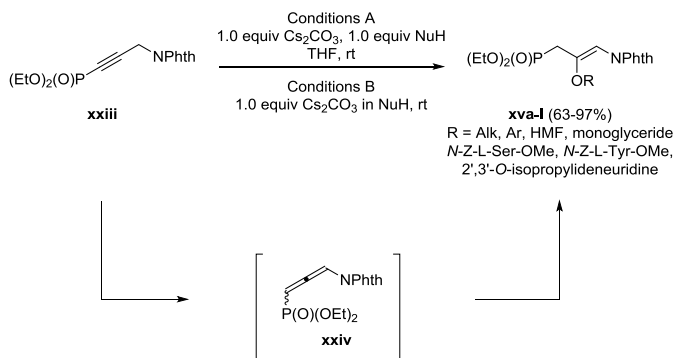 Conditions A
1.0 equiv Cs2CO3, 1.0 equiv NuH
THF, rt
Conditions B
1.0 equiv Cs2CO3 in NuH, rt
(EtO)2(O)P
NPhth
xxiii
(EtO)2(O)P
NPhth
OR
xva-l (63-97%)
R = Alk, Ar, HMF, monoglyceride
N-Z-L-Ser-OMe, N-Z-L-Tyr-OMe,
2',3'-O-isopropylideneuridine
NPhth
P(O)(OEt)2
xxiv